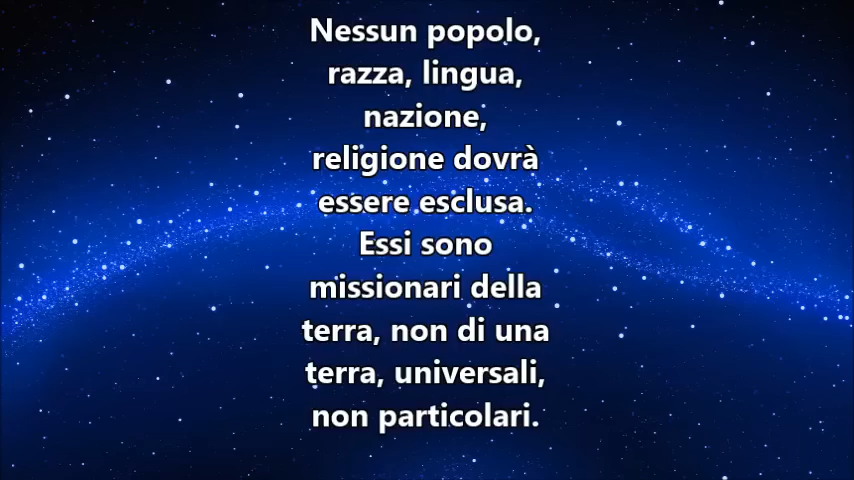 Nessun popolo,
razza, lingua,
nazione,
religione dovrà
essere esclusa.
Essi sono
missionari della
terra, non di una
terra, universali,
non particolari.